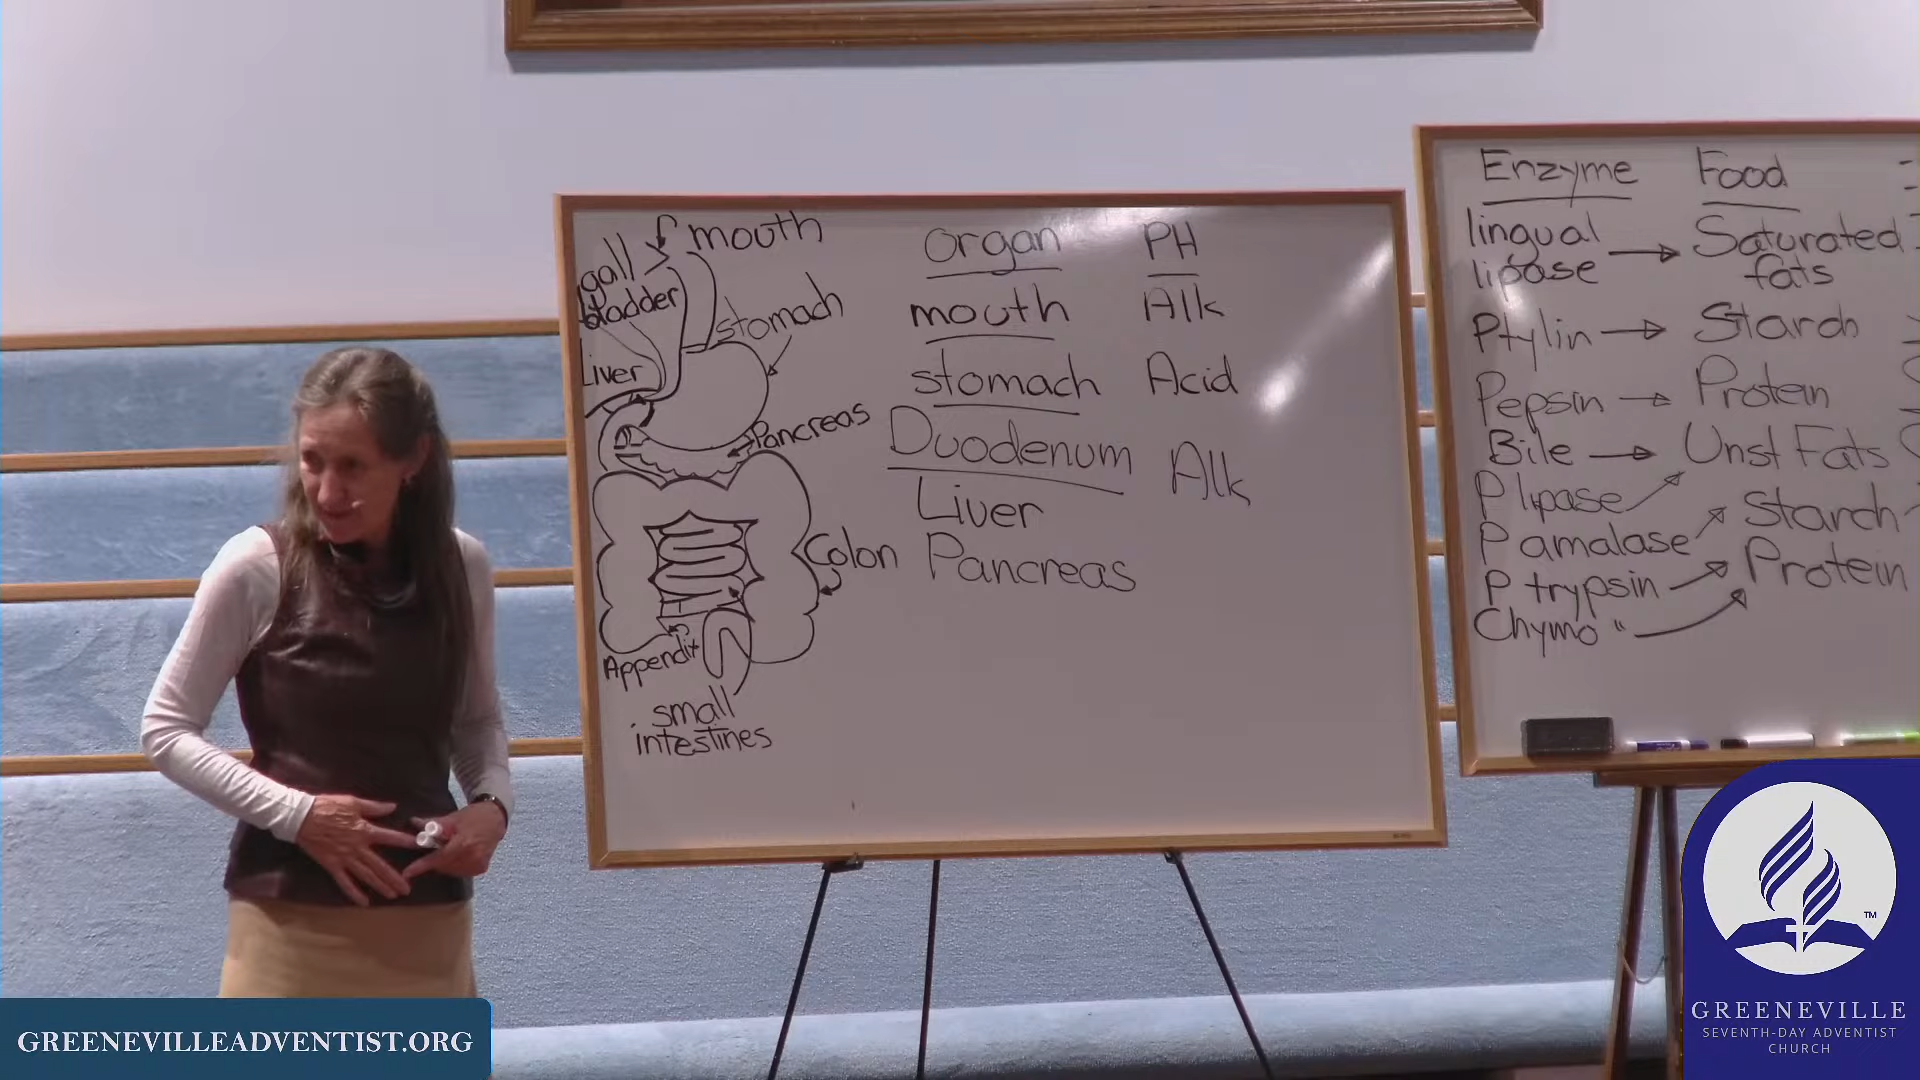 mouth
gall
bladder
stomach
Liver
Pancreas
Colon
Appendix
small
intestines
Organ PH
mouth Alk
stomach Acid
Duodenum Alk
Liver
Pancreas
Enzyme Food
lingual
lipase Saturated
fats
Ptylin Starch
Pepsin Protein
Bile Unst Fats
P lipase
P amalase Starch
P trypsin Protein
Chymo "
GREENEVILLEADVENTIST.ORG
TM
GREENEVILLE
SEVENTH-DAY ADVENTIST
CHURCH